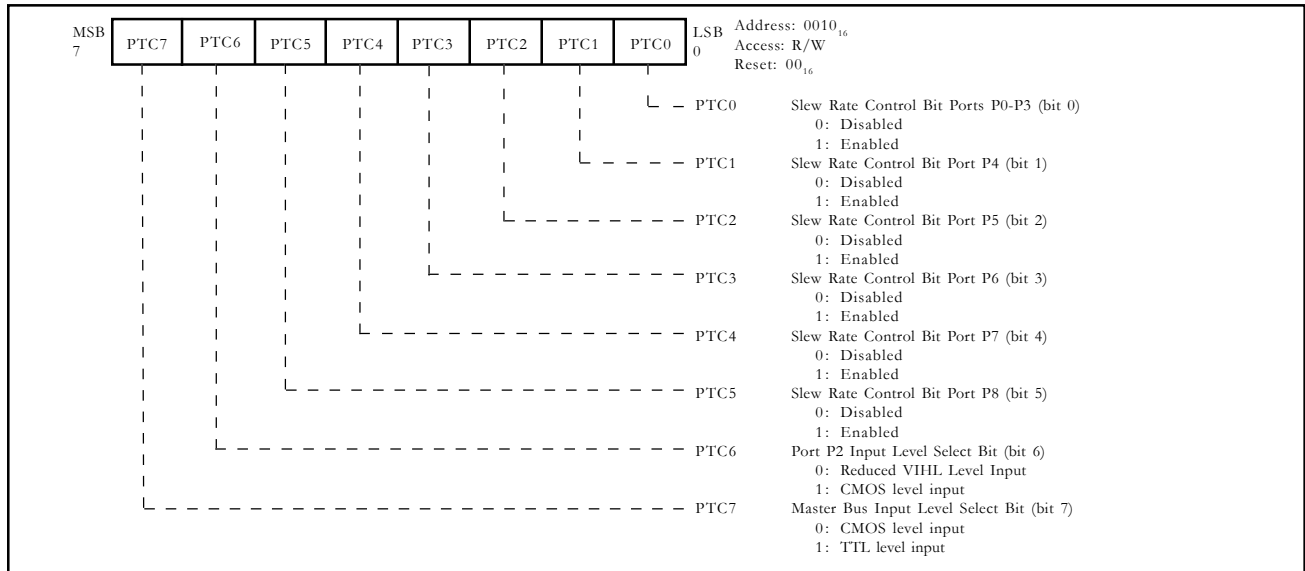 MSB
7
PTC7 PTC6 PTC5 PTC4 PTC3 PTC2 PTC1 PTC0
LSB
0
Address: 0010₁₆
Access: R/W
Reset: 00₁₆
PTC0 Slew Rate Control Bit Ports P0-P3 (bit 0)
0: Disabled
1: Enabled
PTC1 Slew Rate Control Bit Port P4 (bit 1)
0: Disabled
1: Enabled
PTC2 Slew Rate Control Bit Port P5 (bit 2)
0: Disabled
1: Enabled
PTC3 Slew Rate Control Bit Port P6 (bit 3)
0: Disabled
1: Enabled
PTC4 Slew Rate Control Bit Port P7 (bit 4)
0: Disabled
1: Enabled
PTC5 Slew Rate Control Bit Port P8 (bit 5)
0: Disabled
1: Enabled
PTC6 Port P2 Input Level Select Bit (bit 6)
0: Reduced VIHL Level Input
1: CMOS level input
PTC7 Master Bus Input Level Select Bit (bit 7)
0: CMOS level input
1: TTL level input